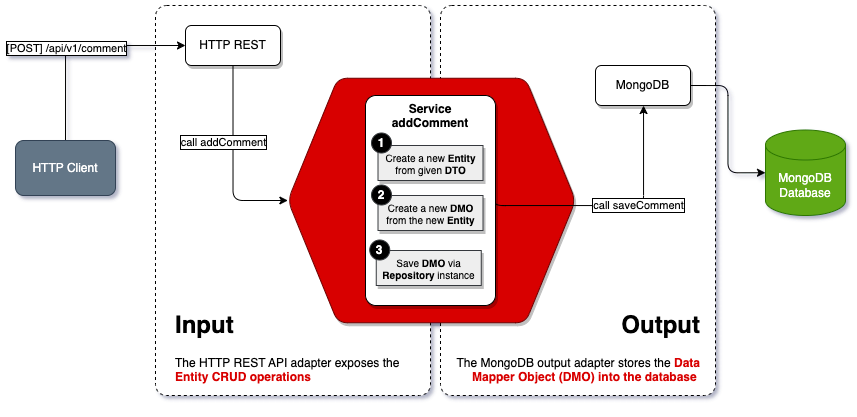 [POST] /api/v1/comment
HTTP REST
HTTP Client
call addComment
Service
addComment
1
Create a new Entity
from given DTO
2
Create a new DMO
from the new Entity
3
Save DMO via
Repository instance
MongoDB
call saveComment
MongoDB
Database
Input
The HTTP REST API adapter exposes the
Entity CRUD operations
Output
The MongoDB output adapter stores the Data
Mapper Object (DMO) into the database